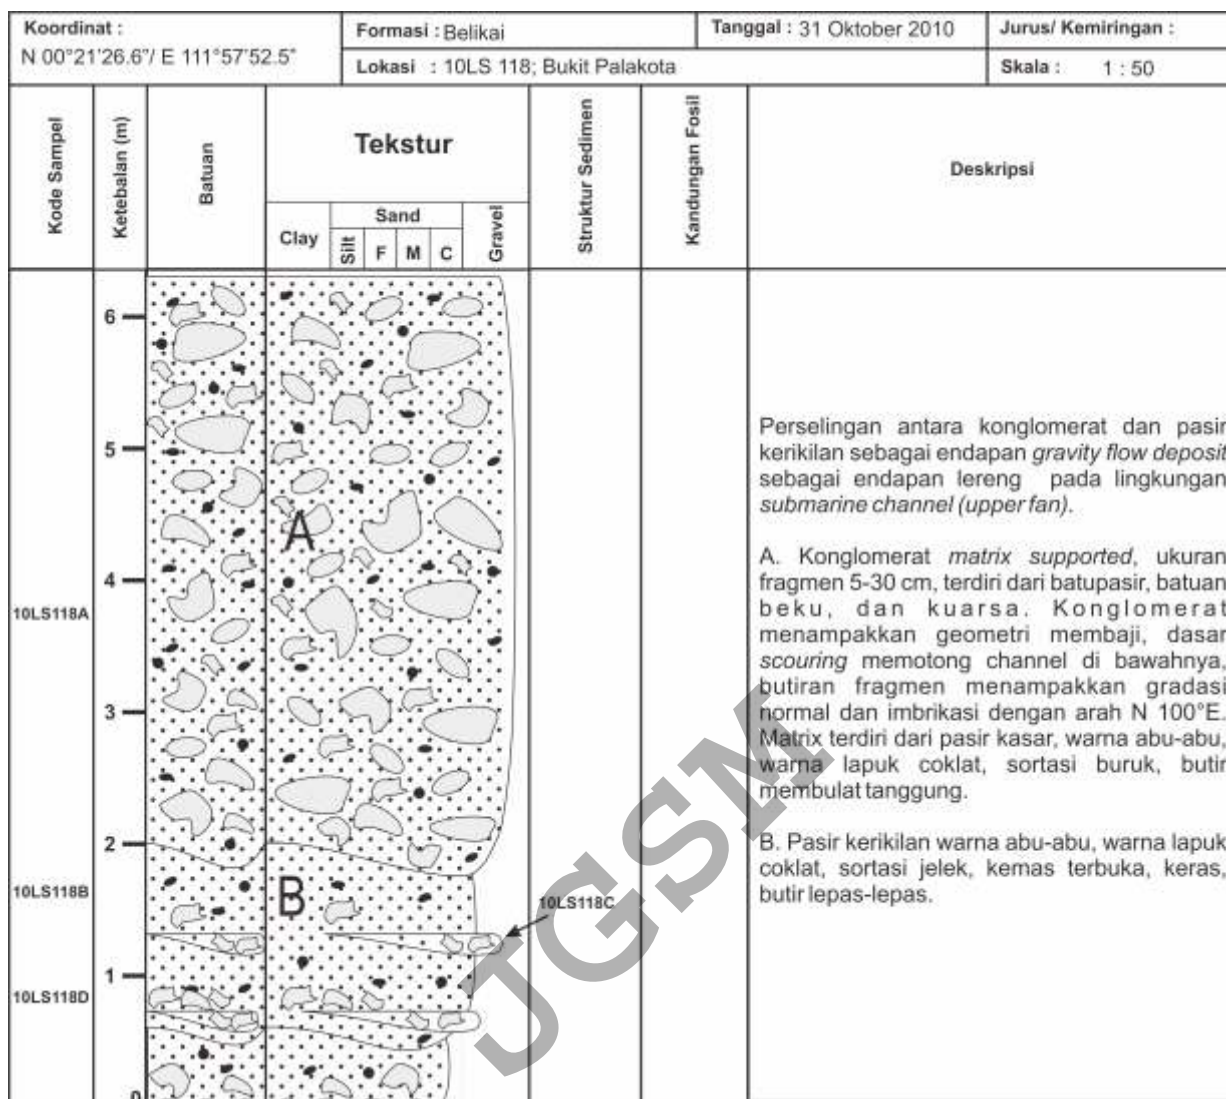 Koordinat :
N 00°21'26.6"/ E 111°57'52.5"
Formasi : Belikai
Lokasi : 10LS 118; Bukit Palakota
Tanggal : 31 Oktober 2010
Jurus/ Kemiringan :
Skala : 1 : 50
Kode Sampel
Ketebalan (m)
Batuan
Tekstur
Clay
Silt
Sand
F
M
C
Gravel
Struktur Sedimen
Kandungan Fosil
Deskripsi
6
5
4
3
2
1
0
10LS118A
10LS118B
10LS118D
A
B
10LS118C
Perselingan antara konglomerat dan pasir
kerikilan sebagai endapan gravity flow deposit
sebagai endapan lereng pada lingkungan
submarine channel (upper fan).
A. Konglomerat matrix supported, ukuran
fragmen 5-30 cm, terdiri dari batupasir, batuan
beku, dan kuarsa. Konglomerat
menampakkan geometri membaji, dasar
scouring memotong channel di bawahnya,
butiran fragmen menampakkan gradasi
normal dan imbrikasi dengan arah N 100°E.
Matrix terdiri dari pasir kasar, warna abu-abu,
warna lapuk coklat, sortasi buruk, butir
membulat tanggung.
B. Pasir kerikilan warna abu-abu, warna lapuk
coklat, sortasi jelek, kemas terbuka, keras,
butir lepas-lepas.
JGSM